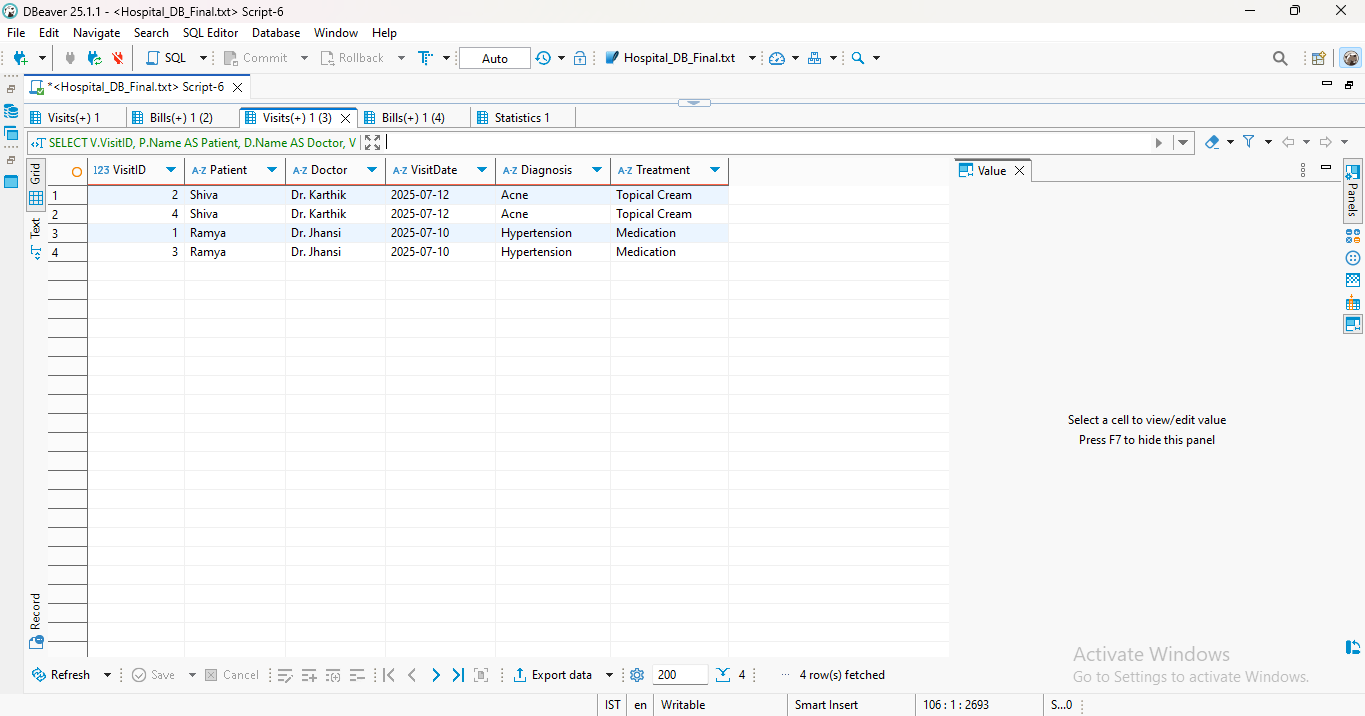 DBeaver 25.1.1 - <Hospital_DB_Final.txt> Script-6
File Edit Navigate Search SQL Editor Database Window Help
SQL Commit Rollback Auto Hospital_DB_Final.txt
*<Hospital_DB_Final.txt> Script-6
Visits(+) 1 Bills(+) 1 (2) Visits(+) 1 (3) Bills(+) 1 (4) Statistics 1
SELECT V.VisitID, P.Name AS Patient, D.Name AS Doctor, V
Grid
Text
Record
123 VisitID A-Z Patient A-Z Doctor A-Z VisitDate A-Z Diagnosis A-Z Treatment
1 2 Shiva Dr. Karthik 2025-07-12 Acne Topical Cream
2 4 Shiva Dr. Karthik 2025-07-12 Acne Topical Cream
3 1 Ramya Dr. Jhansi 2025-07-10 Hypertension Medication
4 3 Ramya Dr. Jhansi 2025-07-10 Hypertension Medication
Value
Panels
Select a cell to view/edit value
Press F7 to hide this panel
Activate Windows
Go to Settings to activate Windows.
Refresh Save Cancel Export data 200 4 ... 4 row(s) fetched
IST en Writable Smart Insert 106 : 1 : 2693 S...0